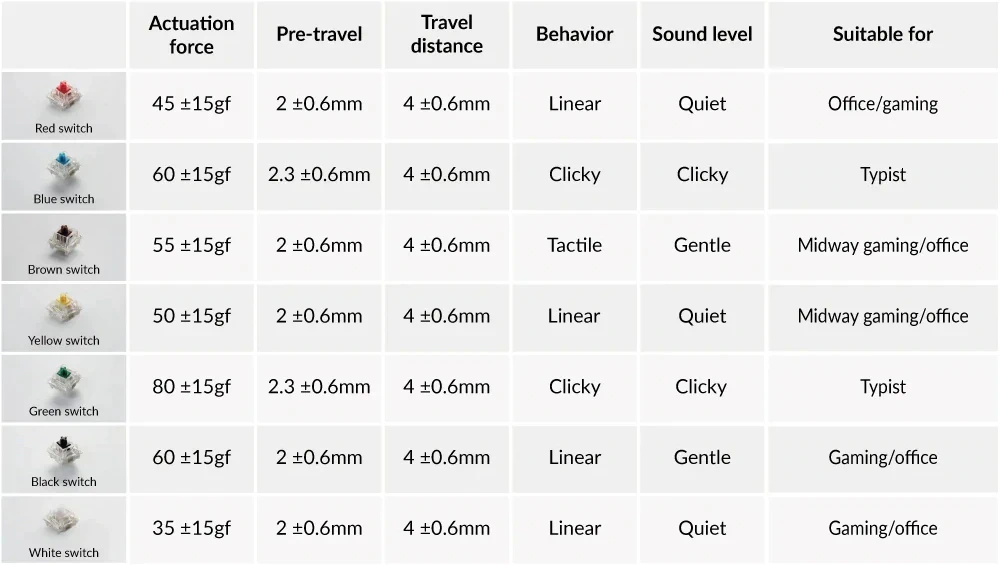 Actuation force Pre-travel Travel distance Behavior Sound level Suitable for
Red switch 45 ±15gf 2 ±0.6mm 4 ±0.6mm Linear Quiet Office/gaming
Blue switch 60 ±15gf 2.3 ±0.6mm 4 ±0.6mm Clicky Clicky Typist
Brown switch 55 ±15gf 2 ±0.6mm 4 ±0.6mm Tactile Gentle Midway gaming/office
Yellow switch 50 ±15gf 2 ±0.6mm 4 ±0.6mm Linear Quiet Midway gaming/office
Green switch 80 ±15gf 2.3 ±0.6mm 4 ±0.6mm Clicky Clicky Typist
Black switch 60 ±15gf 2 ±0.6mm 4 ±0.6mm Linear Gentle Gaming/office
White switch 35 ±15gf 2 ±0.6mm 4 ±0.6mm Linear Quiet Gaming/office